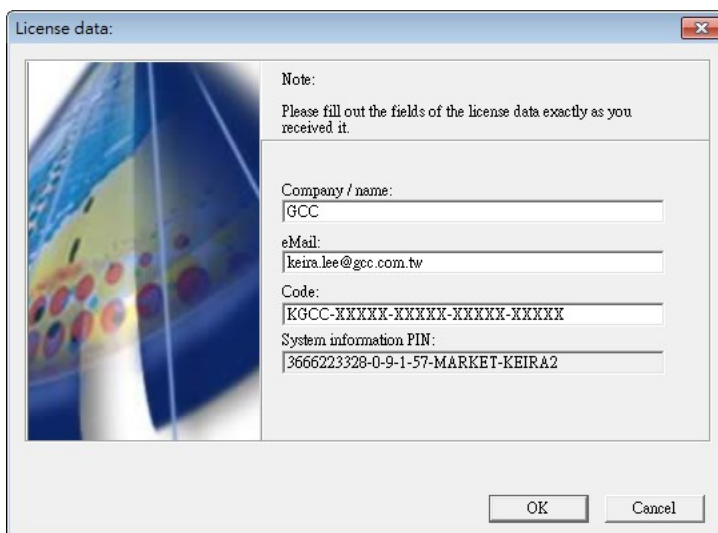 License data:
Note:
Please fill out the fields of the license data exactly as you
received it.
Company / name:
GCC
eMail:
keira.lee@gcc.com.tw
Code:
KGCC-XXXXX-XXXXX-XXXXX-XXXXX
System information PIN:
3666223328-0-9-1-57-MARKET-KEIRA2
OK
Cancel